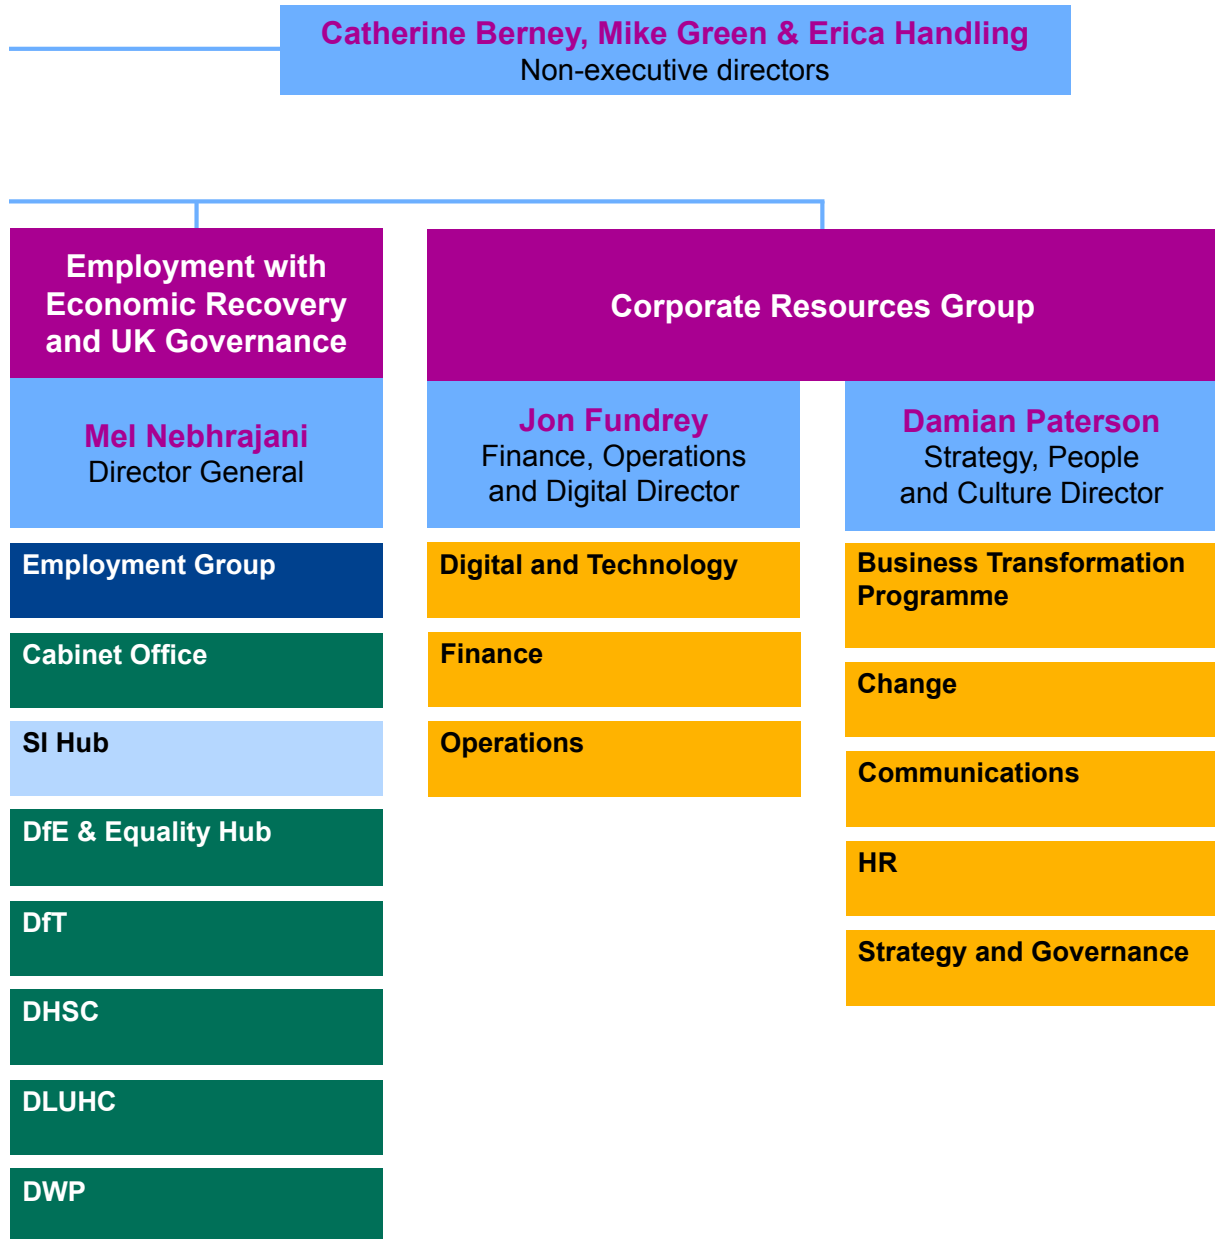 Catherine Berney, Mike Green & Erica Handling
Non-executive directors
Employment with
Economic Recovery
and UK Governance
Mel Nebhrajani
Director General
Employment Group
Cabinet Office
SI Hub
DfE & Equality Hub
DfT
DHSC
DLUHC
DWP
Corporate Resources Group
Jon Fundrey
Finance, Operations
and Digital Director
Digital and Technology
Finance
Operations
Damian Paterson
Strategy, People
and Culture Director
Business Transformation
Programme
Change
Communications
HR
Strategy and Governance